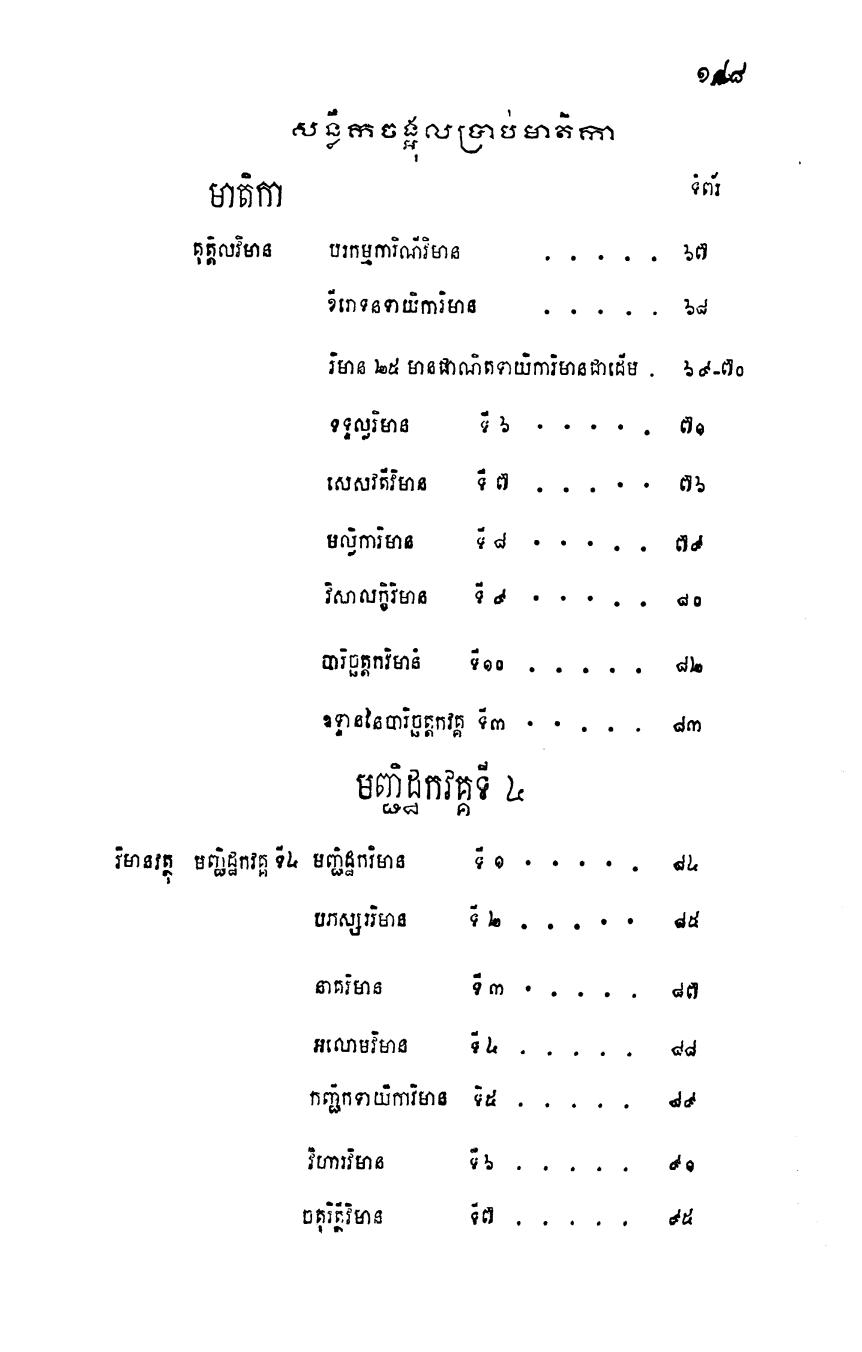 ១៩៨
សន្លឹកចង្អុលប្រាប់មាតិកា
មាតិកា ទំព័រ
គុត្តិលវិមាន បរកម្មការិណីវិមាន . . . . . ៦៧
ខីរោទនទាយិកាវិមាន . . . . . ៦៨
វិមាន ២៥ មានផាណិតទាយិកាវិមានជាដើម . ៦៩-៧០
ទទ្ទល្លវិមាន ទី ៦ . . . . . ៧១
សេសវតីវិមាន ទី ៧ . . . . . ៧៦
មល្លិកាវិមាន ទី ៨ . . . . . ៧៩
វិសាលក្ខិវិមាន ទី ៩ . . . . . ៨០
បារិច្ឆត្តកវិមាន ទី១០ . . . . . ៨២
ឧទ្ទាននៃបារិច្ឆត្តកវគ្គ ទី៣ . . . . . ៨៣
មញ្ជិដ្ឋកវគ្គទី ៤
វិមានវត្ថុ មញ្ជិដ្ឋកវគ្គ ទី៤ មញ្ជិដ្ឋកវិមាន ទី ១ . . . . . ៨៤
បភស្សរវិមាន ទី ២ . . . . . ៨៥
នាគវិមាន ទី ៣ . . . . . ៨៧
អលោមវិមាន ទី ៤ . . . . . ៨៨
កញ្ជិកទាយិកាវិមាន ទី៥ . . . . . ៨៩
វិហារវិមាន ទី៦ . . . . . ៩១
ចតុរិត្ថីវិមាន ទី៧ . . . . . ៩៥